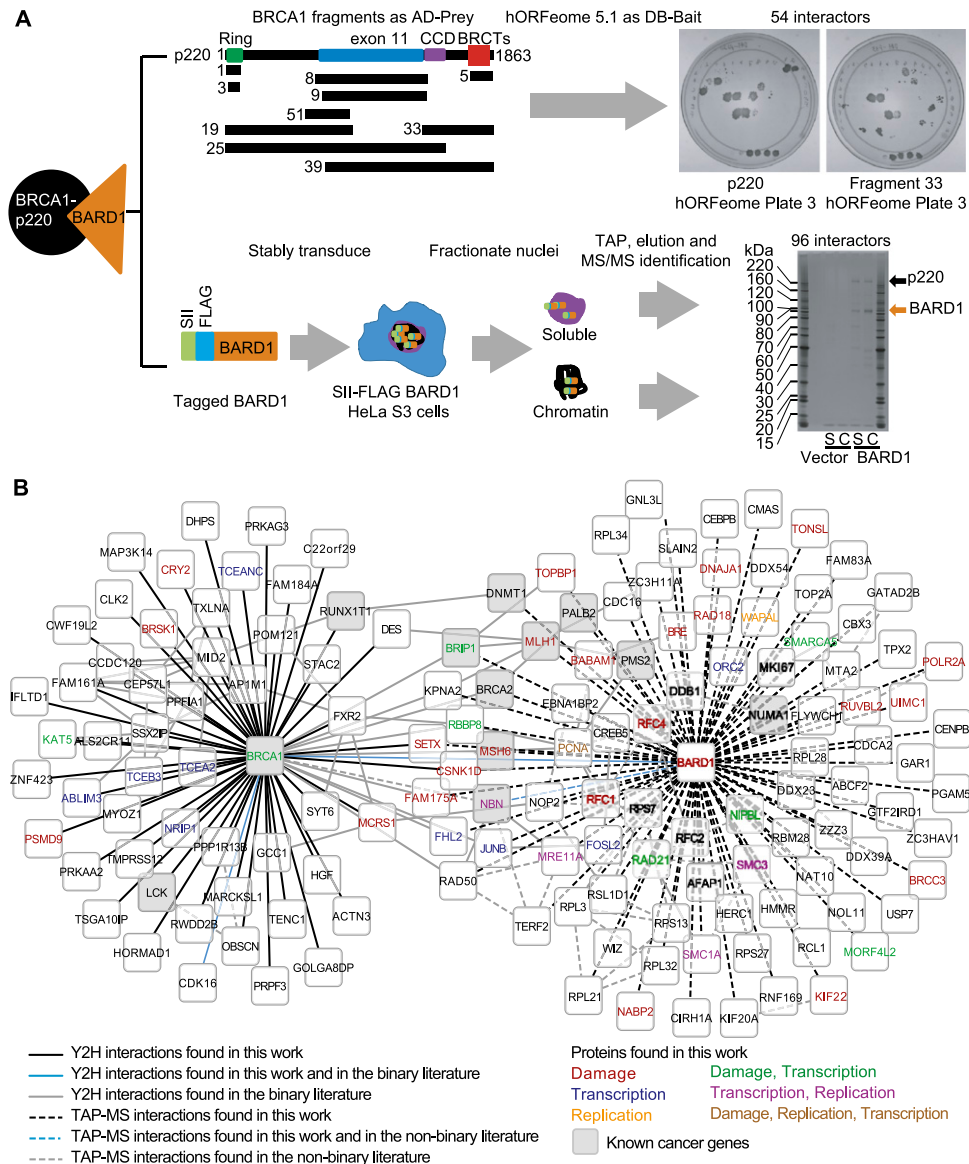 A
BRCA1 fragments as AD-Prey
hORFeome 5.1 as DB-Bait
54 interactors
Ring
exon 11
CCD
BRCTs
p220
1
1863
1
3
8
5
9
51
19
33
25
39
p220
hORFeome Plate 3
Fragment 33
hORFeome Plate 3
BRCA1-
p220
BARD1
Stably transduce
Fractionate nuclei
TAP, elution and
MS/MS identification
96 interactors
kDa
220
160
120
100
90
80
70
60
50
40
30
25
20
15
p220
BARD1
SII
FLAG
BARD1
Tagged BARD1
SII-FLAG BARD1
HeLa S3 cells
Soluble
Chromatin
S C S C
Vector BARD1
B
DHPS
PRKAG3
MAP3K14
CRY2
TCEANC
C22orf29
CLK2
TXLNA
FAM184A
RUNX1T1
CWF19L2
BRSK1
POM121
DES
CCDC120
MID2
STAC2
FAM161A
CEP57L1
AP1M1
IFLTD1
PPFIA1
FXR2
SSX2IP
KAT5
ALS2CR11
BRCA1
ZNF423
TCEB3
TCEA2
ABLIM3
MYOZ1
SYT6
PSMD9
NRIP1
PPP1R13B
GCC1
MCRS1
TMPRSS12
PRKAA2
HGF
LCK
MARCKSL1
TENC1
ACTN3
TSGA10IP
RWDD2B
HORMAD1
OBSCN
GOLGA8DP
CDK16
PRPF3
GNL3L
CEBPB
CMAS
TONSL
RPL34
SLAIN2
FAM83A
TOPBP1
ZC3H11A
DNAJA1
DDX54
DNMT1
CDC16
TOP2A
GATAD2B
PALB2
RAD18
WAPAL
CBX3
BRIP1
MLH1
BRE
SMARCA5
TPX2
BABAM1
PMS2
ORC2
MKI67
MTA2
POLR2A
KPNA2
BRCA2
DDB1
EBNA1BP2
NUMA1
RUVBL2
UIMC1
RBBP8
CREB5
RFC4
FLYWCH1
CENPB
SETX
MSH6
PCNA
BARD1
RPL28
CDCA2
GAR1
CSNK1D
DDX23
ABCF2
PGAM5
FAM175A
NBN
NOP2
RFC1
RPS7
NIPBL
GTF2IRD1
FHL2
RFC2
RBM28
ZZZ3
ZC3HAV1
JUNB
FOSL2
MRE11A
RAD21
SMC3
DDX39A
RAD50
RSL1D1
AFAP1
NAT10
BRCC3
RPL3
HERC1
HMMR
NOL11
USP7
TERF2
RPS13
WIZ
SMC1A
RPS27
RCL1
MORF4L2
RPL32
RPL21
RNF169
KIF22
NABP2
CIRH1A
KIF20A
Y2H interactions found in this work
Y2H interactions found in this work and in the binary literature
Y2H interactions found in the binary literature
TAP-MS interactions found in this work
TAP-MS interactions found in this work and in the non-binary literature
TAP-MS interactions found in the non-binary literature
Proteins found in this work
Damage
Damage, Transcription
Transcription
Transcription, Replication
Replication
Damage, Replication, Transcription
Known cancer genes